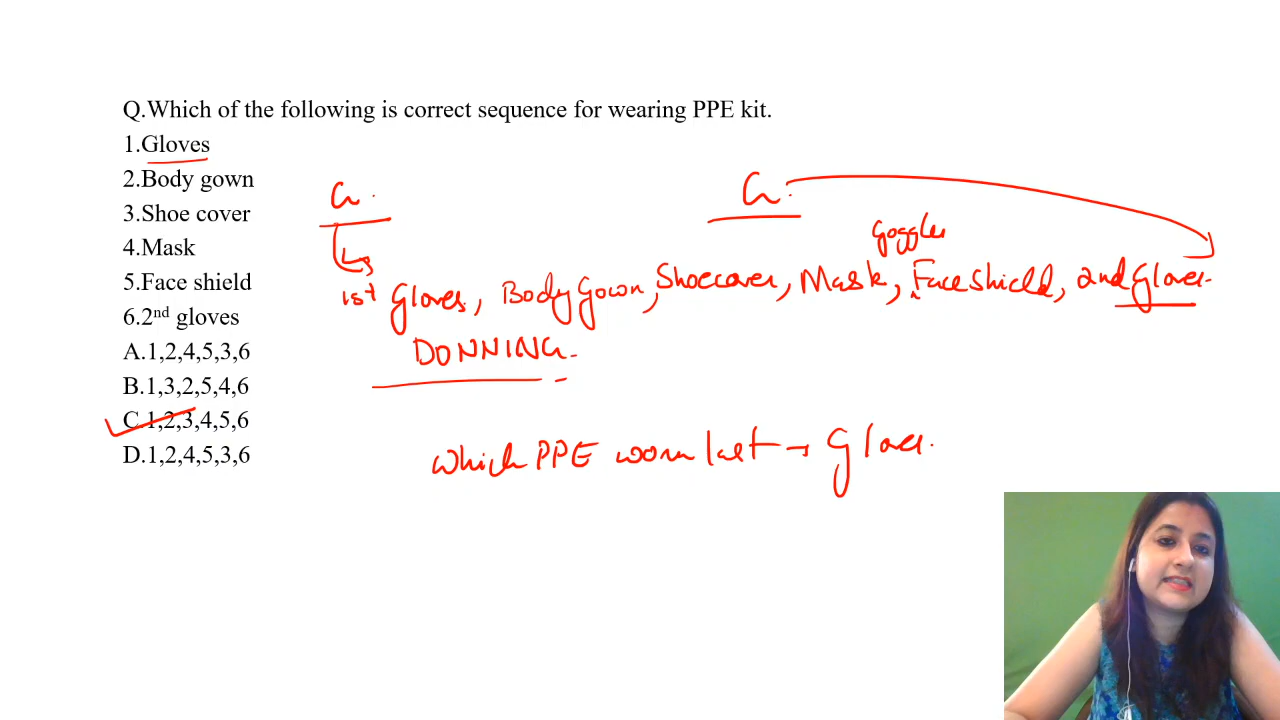 Q.Which of the following is correct sequence for wearing PPE kit.
1.Gloves
2.Body gown
3.Shoe cover
4.Mask
5.Face shield
6.2nd gloves
A.1,2,4,5,3,6
B.1,3,2,5,4,6
C.1,2,3,4,5,6
D.1,2,4,5,3,6
G. G.
Goggles
1st Gloves, Body Gown, Shoecover, Mask, Face Shield, 2nd Gloves.
DONNING.
Which PPE worn last → Gloves.